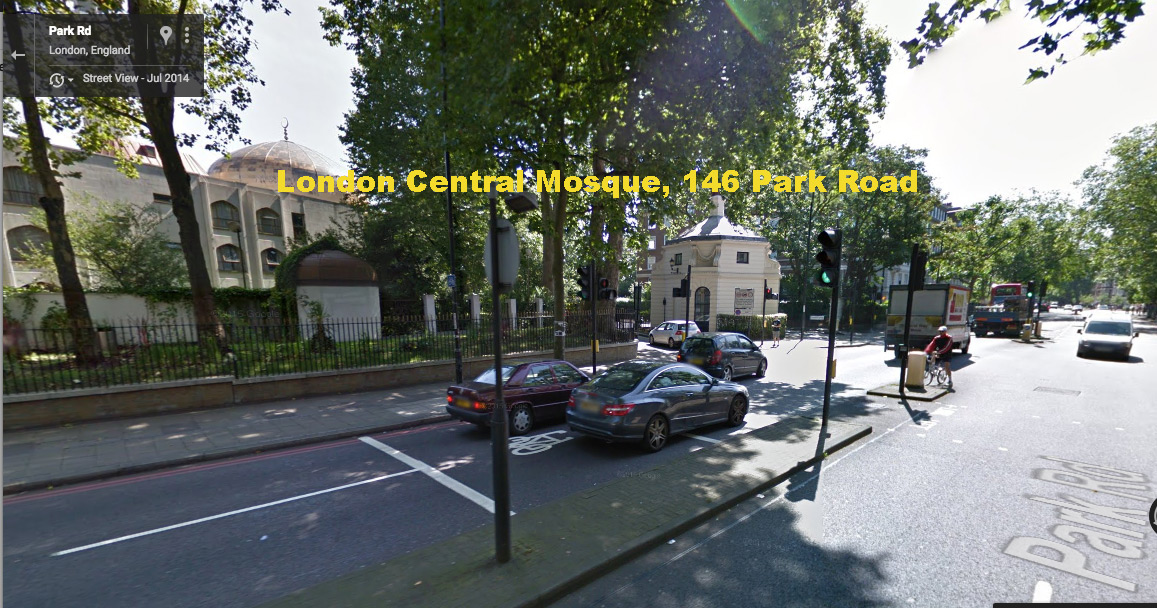 Park Rd
London, England
Street View - Jul 2014
London Central Mosque, 146 Park Road
Park Rd